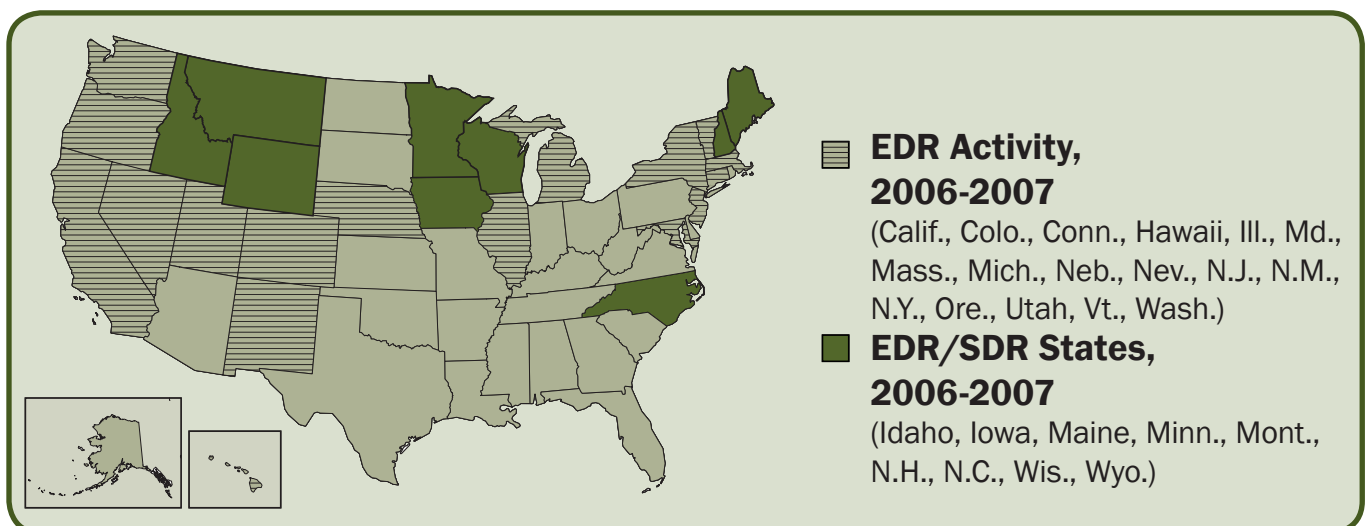 EDR Activity,
2006-2007
(Calif., Colo., Conn., Hawaii, Ill., Md.,
Mass., Mich., Neb., Nev., N.J., N.M.,
N.Y., Ore., Utah, Vt., Wash.)
EDR/SDR States,
2006-2007
(Idaho, Iowa, Maine, Minn., Mont.,
N.H., N.C., Wis., Wyo.)